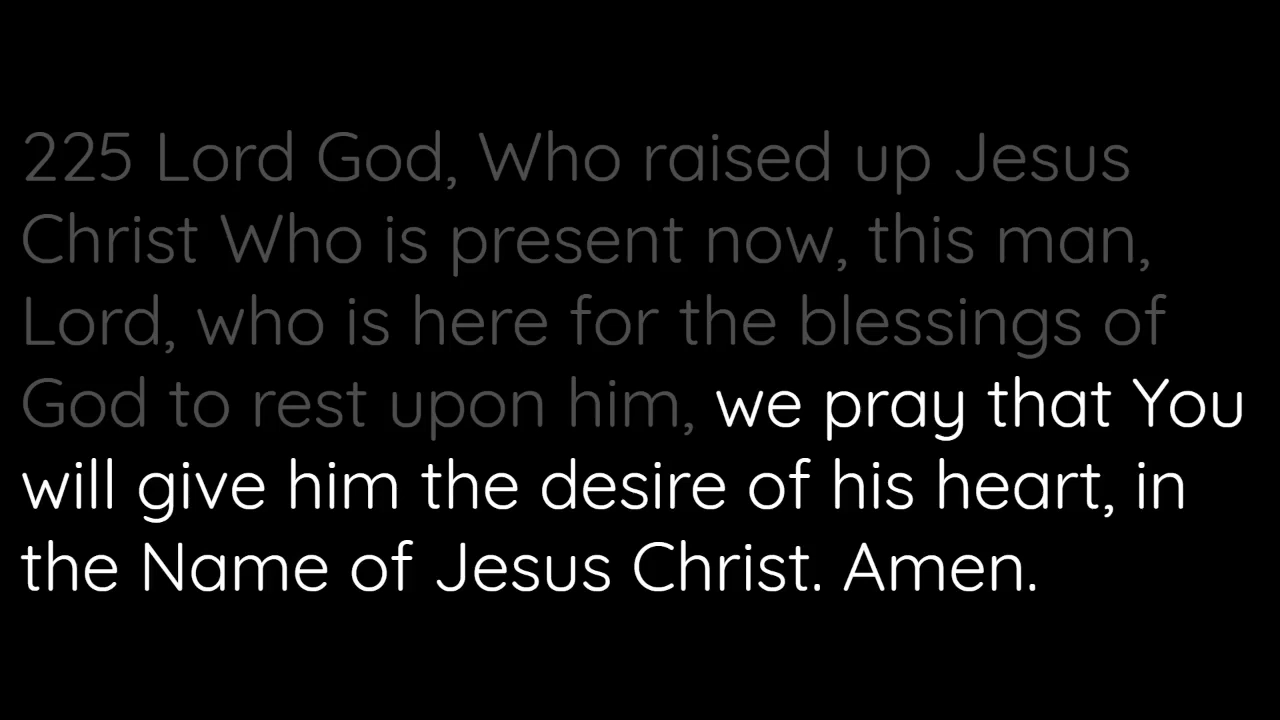 225 Lord God, Who raised up Jesus
Christ Who is present now, this man,
Lord, who is here for the blessings of
God to rest upon him, we pray that You
will give him the desire of his heart, in
the Name of Jesus Christ. Amen.